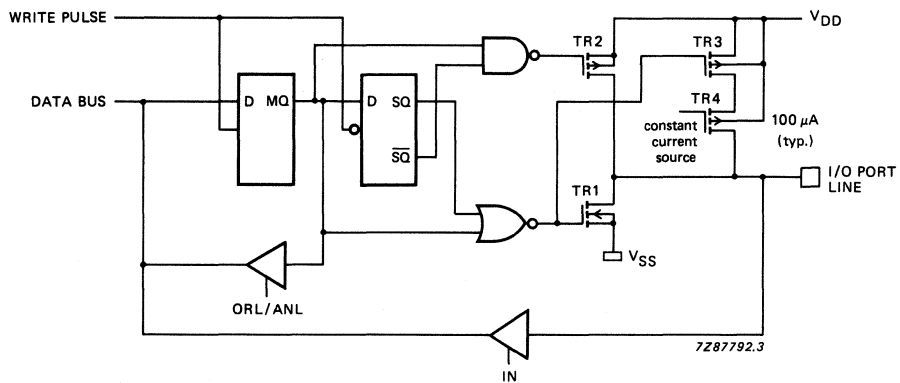 WRITE PULSE
V_DD
TR2
TR3
DATA BUS
D MQ
D SQ
S̅Q̅
TR4
constant
current
source
100 µA
(typ.)
I/O PORT
LINE
TR1
V_SS
ORL/ANL
7Z87792.3
IN